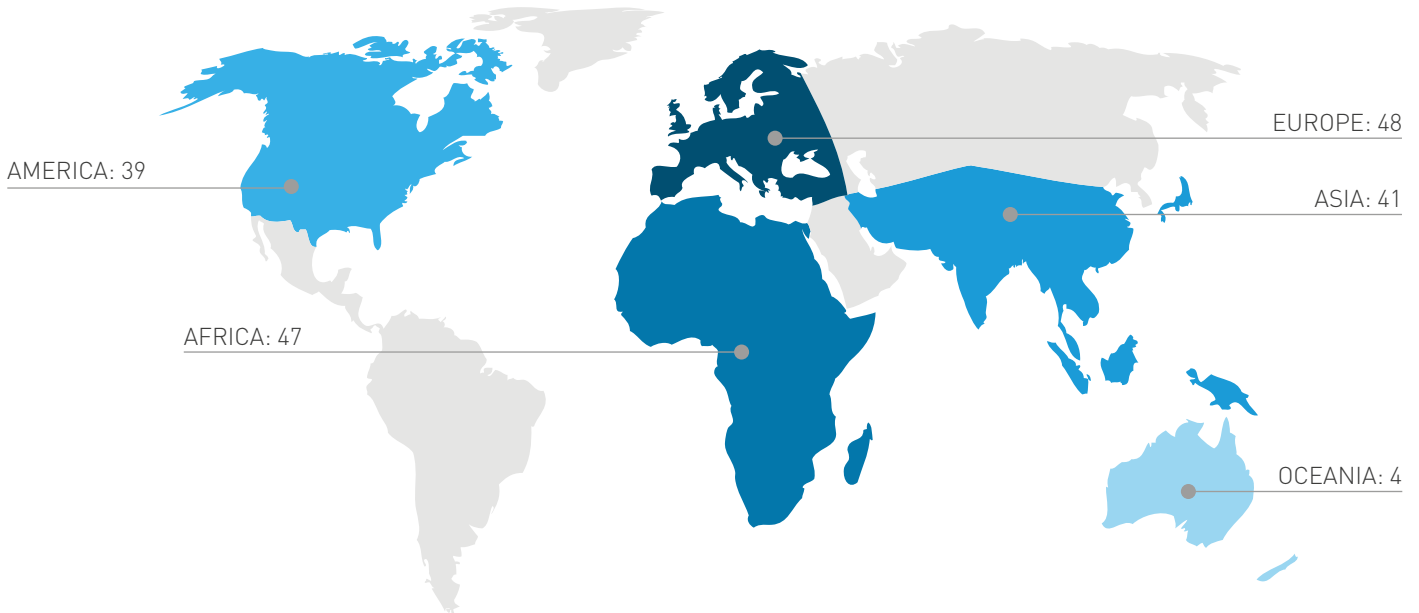 EUROPE: 48
AMERICA: 39
ASIA: 41
AFRICA: 47
OCEANIA: 4